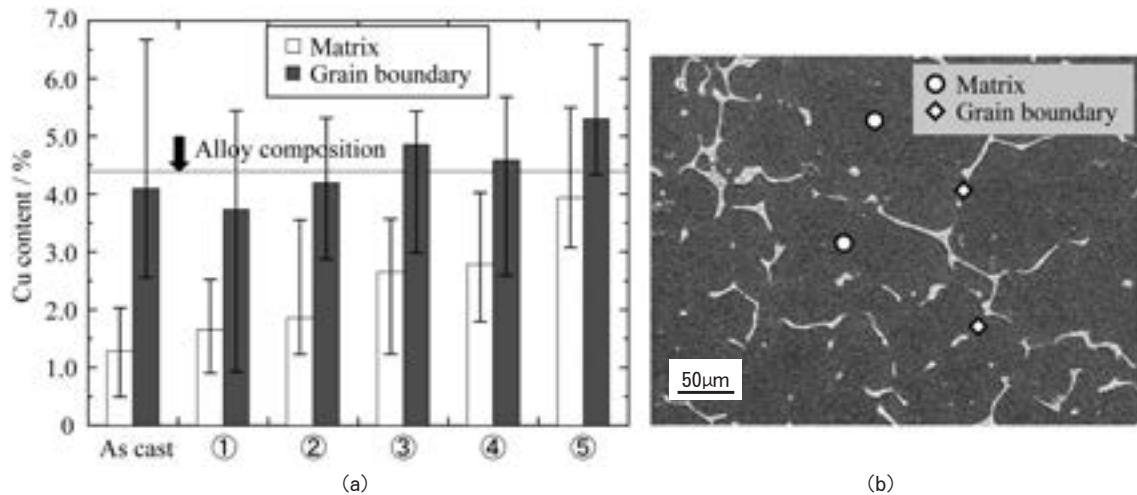 7.0
6.0
5.0
4.0
3.0
2.0
1.0
0
Cu content / %
Matrix
Grain boundary
Alloy composition
As cast
①
②
③
④
⑤
(a)
Matrix
Grain boundary
50μm
(b)